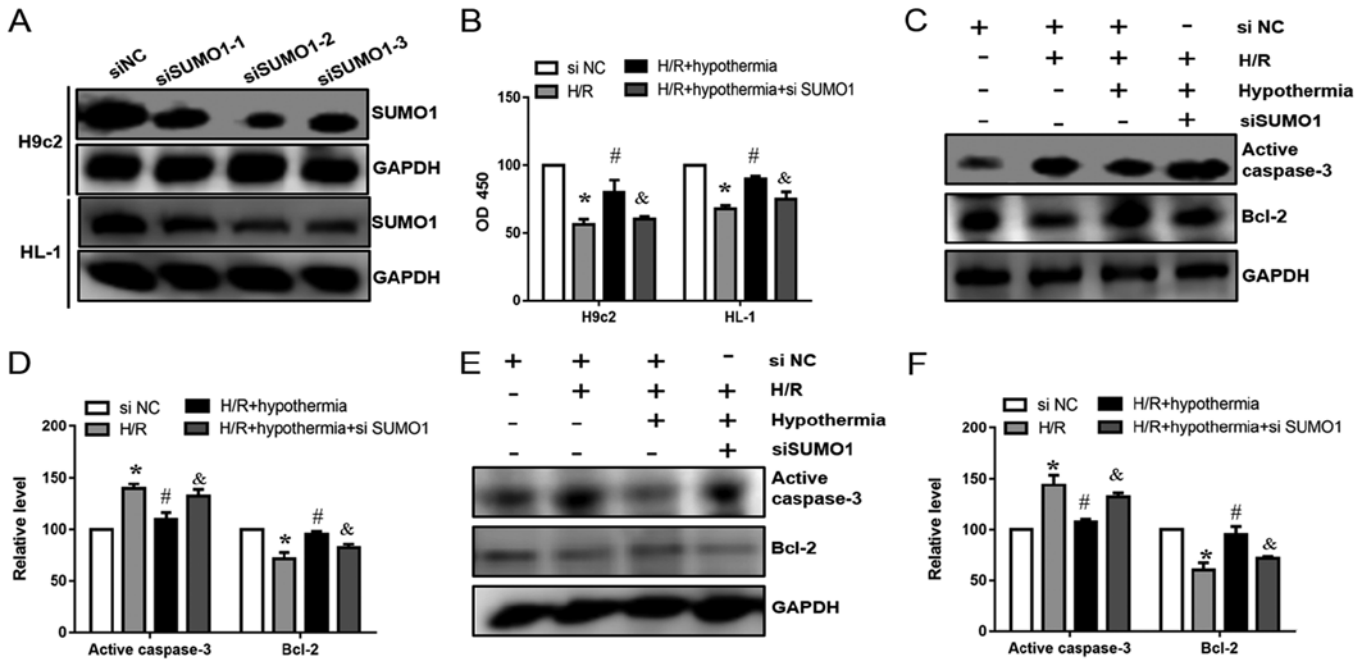 A
siNC
siSUMO1-1
siSUMO1-2
siSUMO1-3
H9c2
SUMO1
GAPDH
HL-1
SUMO1
GAPDH
B
si NC
H/R+hypothermia
H/R
H/R+hypothermia+si SUMO1
OD 450
150
100
50
0
* # & * # &
H9c2 HL-1
C
+ + + - si NC
- + + + H/R
- - + + Hypothermia
- - - + siSUMO1
Active
caspase-3
Bcl-2
GAPDH
D
si NC
H/R+hypothermia
H/R
H/R+hypothermia+si SUMO1
Relative level
200
150
100
50
0
* # & * # &
Active caspase-3 Bcl-2
E
+ + + - si NC
- + + + H/R
- - + + Hypothermia
- - - + siSUMO1
Active
caspase-3
Bcl-2
GAPDH
F
si NC
H/R+hypothermia
H/R
H/R+hypothermia+si SUMO1
Relative level
200
150
100
50
0
* # & * # &
Active caspase-3 Bcl-2